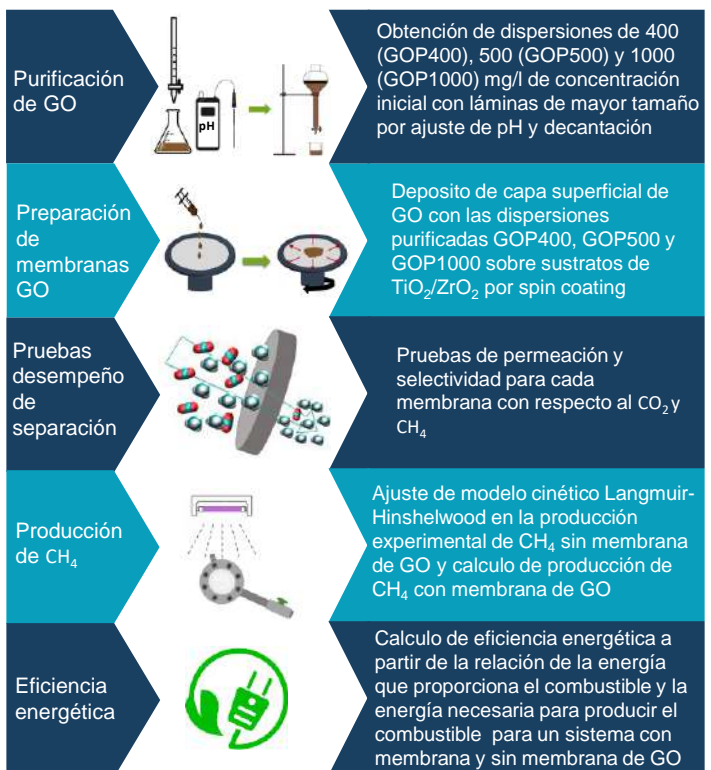 Purificación
de GO
pH
Obtención de dispersiones de 400
(GOP400), 500 (GOP500) y 1000
(GOP1000) mg/l de concentración
inicial con láminas de mayor tamaño
por ajuste de pH y decantación
Preparación
de
membranas
GO
Deposito de capa superficial de
GO con las dispersiones
purificadas GOP400, GOP500 y
GOP1000 sobre sustratos de
TiO₂/ZrO₂ por spin coating
Pruebas
desempeño
de
separación
Pruebas de permeación y
selectividad para cada
membrana con respecto al CO₂ y
CH₄
Producción
de CH₄
Ajuste de modelo cinético Langmuir-
Hinshelwood en la producción
experimental de CH₄ sin membrana
de GO y calculo de producción de
CH₄ con membrana de GO
Eficiencia
energética
Calculo de eficiencia energética a
partir de la relación de la energía
que proporciona el combustible y la
energía necesaria para producir el
combustible para un sistema con
membrana y sin membrana de GO